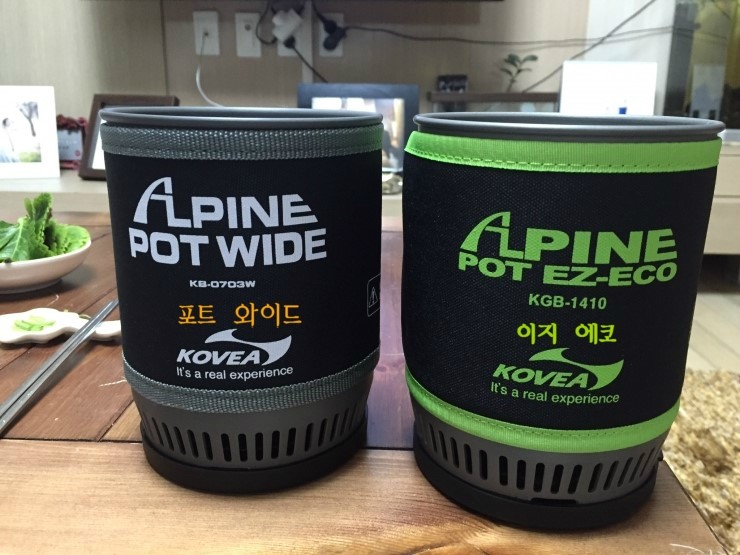 ALPINE
POT WIDE
KB-0703W
포트 와이드
KOVEA
It's a real experience
ALPINE
POT EZ-ECO
KGB-1410
이지 에코
KOVEA
It's a real experience